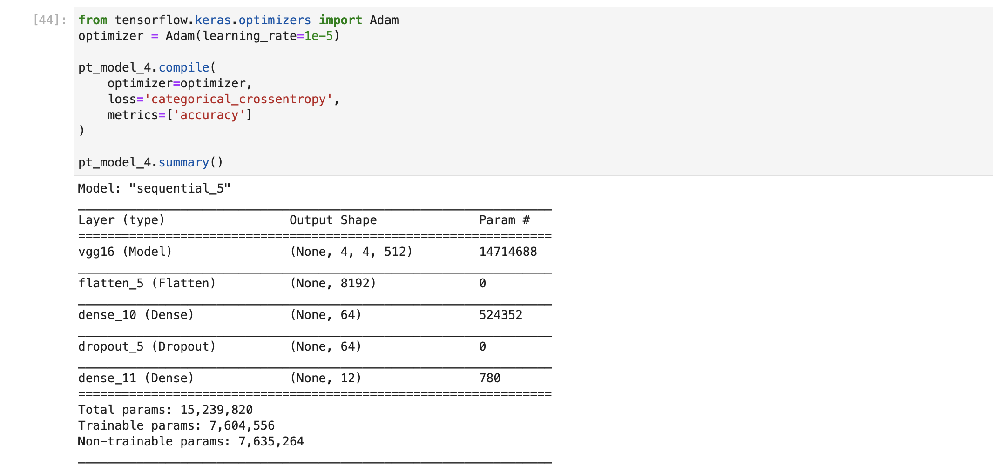 [44]: from tensorflow.keras.optimizers import Adam
optimizer = Adam(learning_rate=1e-5)
pt_model_4.compile(
    optimizer=optimizer,
    loss='categorical_crossentropy',
    metrics=['accuracy']
)
pt_model_4.summary()
Model: "sequential_5"
_________________________________________________________________
Layer (type)                 Output Shape              Param #
=================================================================
vgg16 (Model)                (None, 4, 4, 512)         14714688
_________________________________________________________________
flatten_5 (Flatten)          (None, 8192)              0
_________________________________________________________________
dense_10 (Dense)             (None, 64)                524352
_________________________________________________________________
dropout_5 (Dropout)          (None, 64)                0
_________________________________________________________________
dense_11 (Dense)             (None, 12)                780
=================================================================
Total params: 15,239,820
Trainable params: 7,604,556
Non-trainable params: 7,635,264
_________________________________________________________________